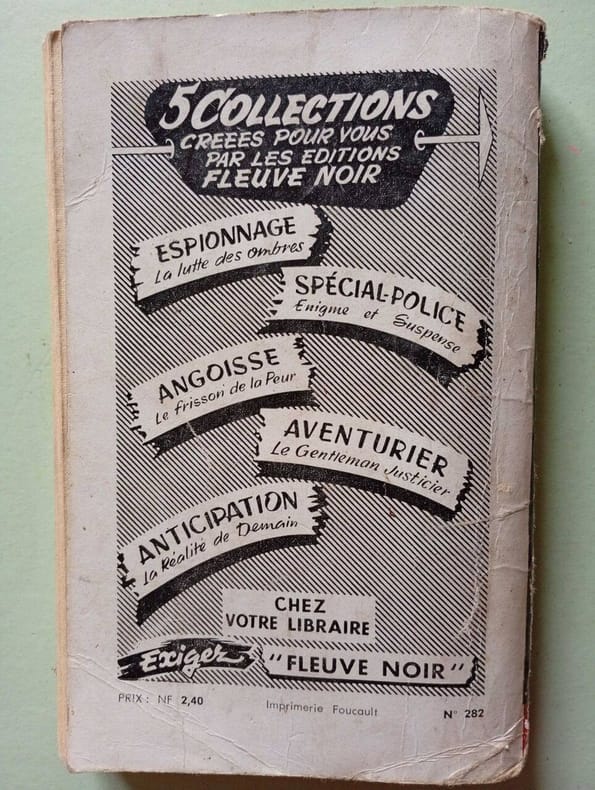 5 COLLECTIONS
CREEES POUR VOUS
PAR LES EDITIONS
FLEUVE NOIR
ESPIONNAGE
La lutte des ombres
SPÉCIAL-POLICE
Enigme et Suspense
ANGOISSE
Le frisson de la Peur
AVENTURIER
Le Gentleman Justicier
ANTICIPATION
La Réalité de Demain
CHEZ
VOTRE LIBRAIRE
Exigez "FLEUVE NOIR"
PRIX : NF 2,40 Imprimerie Foucault N° 282